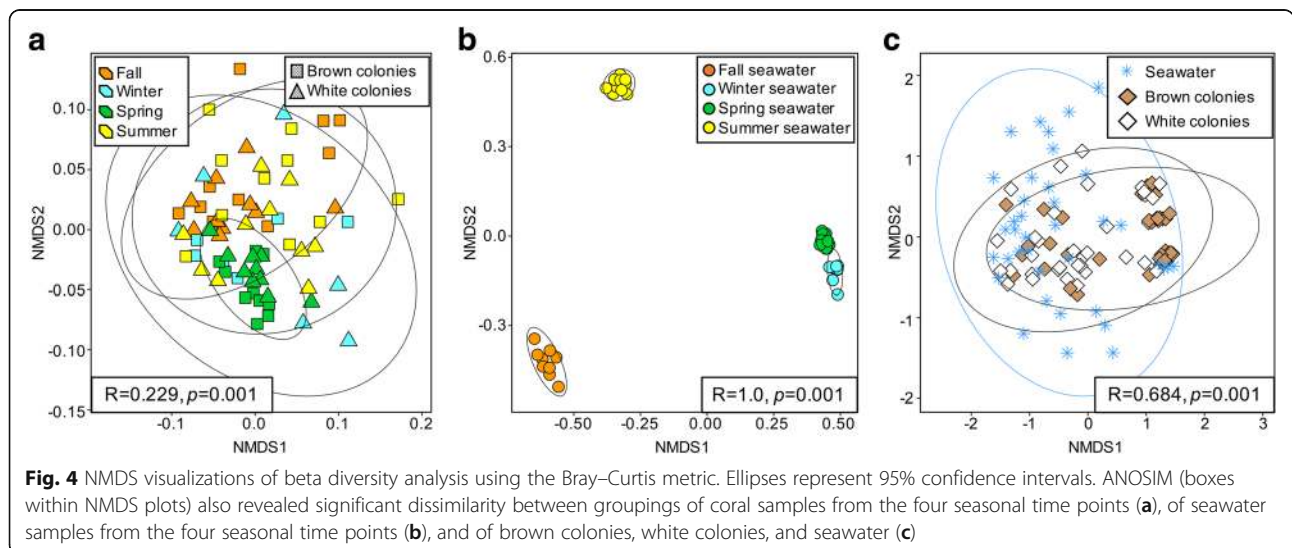 a
Fall
Winter
Spring
Summer
Brown colonies
White colonies
NMDS2
0.10
0.05
0.00
-0.05
-0.10
-0.15
R=0.229, p=0.001
-0.1
0.0
0.1
0.2
NMDS1
b
Fall seawater
Winter seawater
Spring seawater
Summer seawater
NMDS2
0.6
0.3
0.0
-0.3
R=1.0, p=0.001
-0.50
-0.25
0.00
0.25
0.50
NMDS1
c
Seawater
Brown colonies
White colonies
NMDS2
2
1
0
-1
-2
R=0.684, p=0.001
-2
-1
0
1
2
3
NMDS1
Fig. 4 NMDS visualizations of beta diversity analysis using the Bray–Curtis metric. Ellipses represent 95% confidence intervals. ANOSIM (boxes
within NMDS plots) also revealed significant dissimilarity between groupings of coral samples from the four seasonal time points (a), of seawater
samples from the four seasonal time points (b), and of brown colonies, white colonies, and seawater (c)